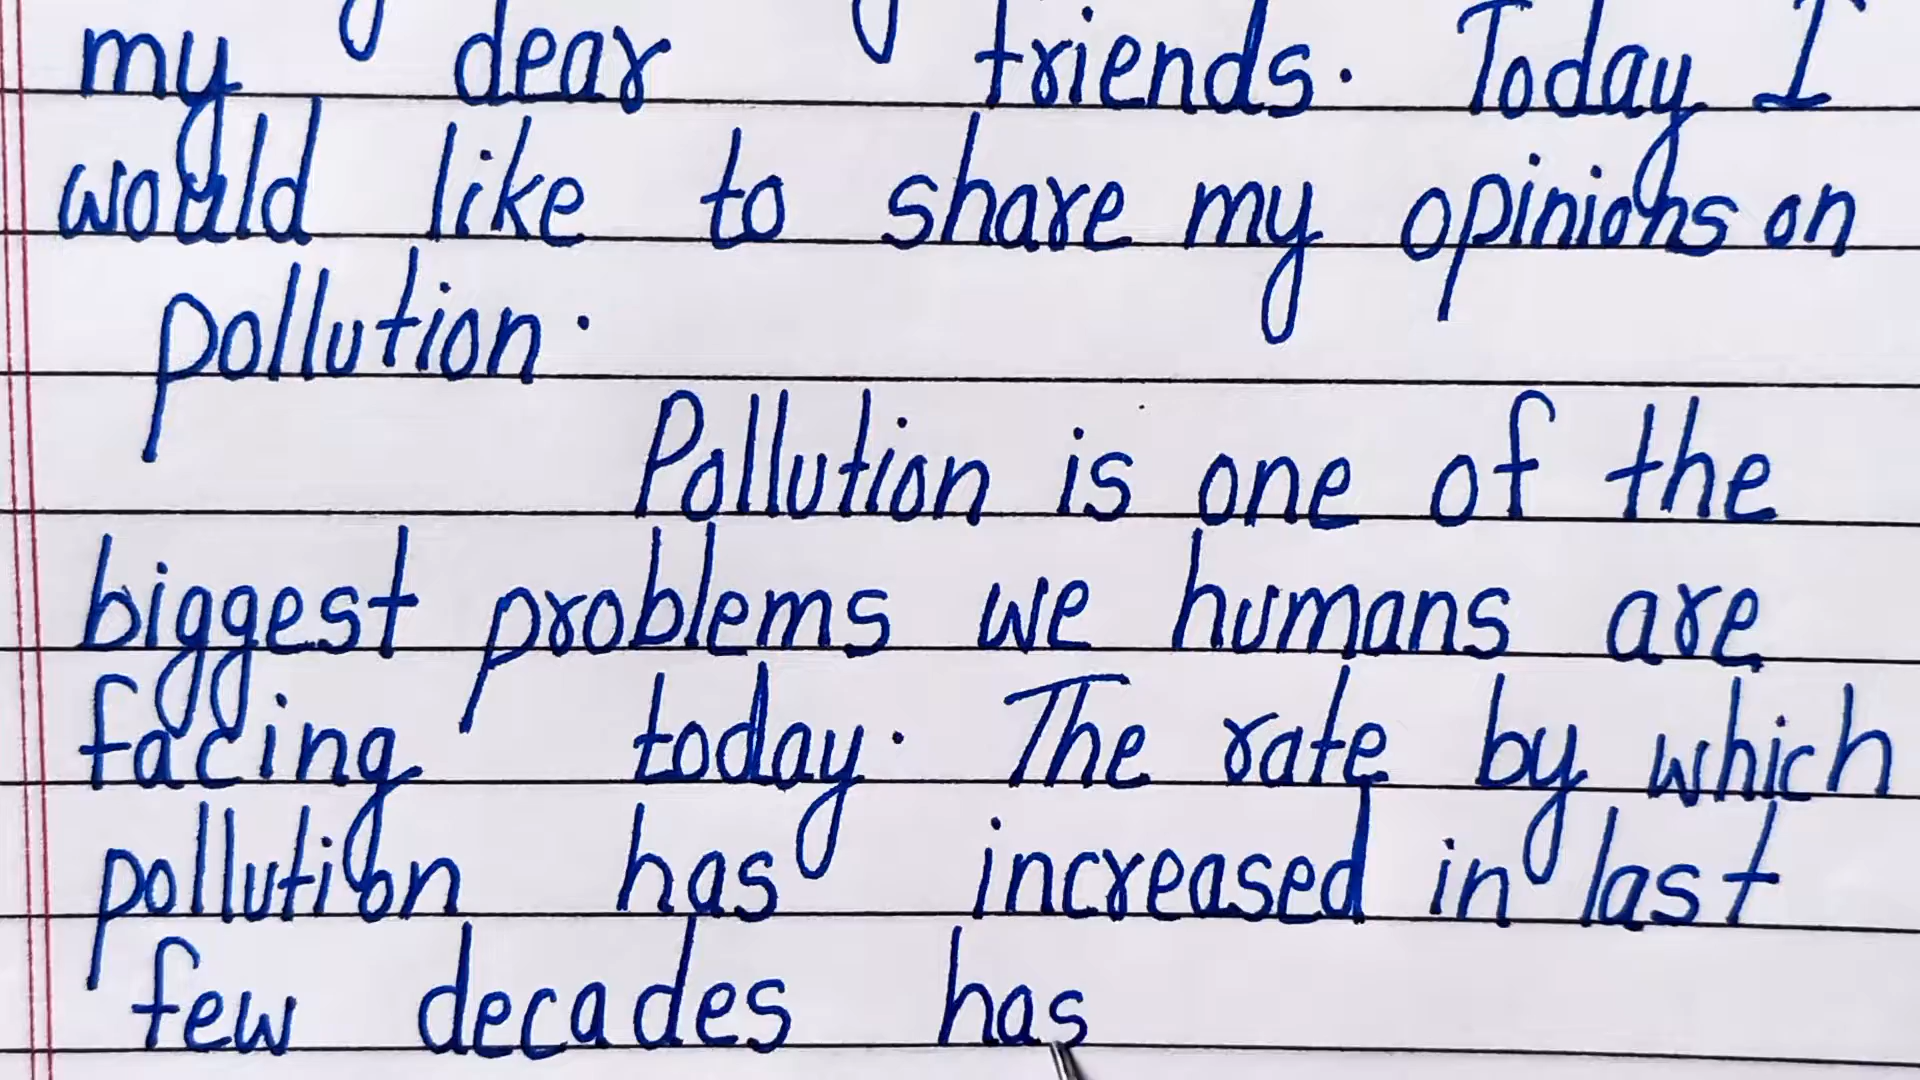 my dear friends. Today I
would like to share my opinions on
pollution.
Pollution is one of the
biggest problems we humans are
facing today. The rate by which
pollution has increased in last
few decades has